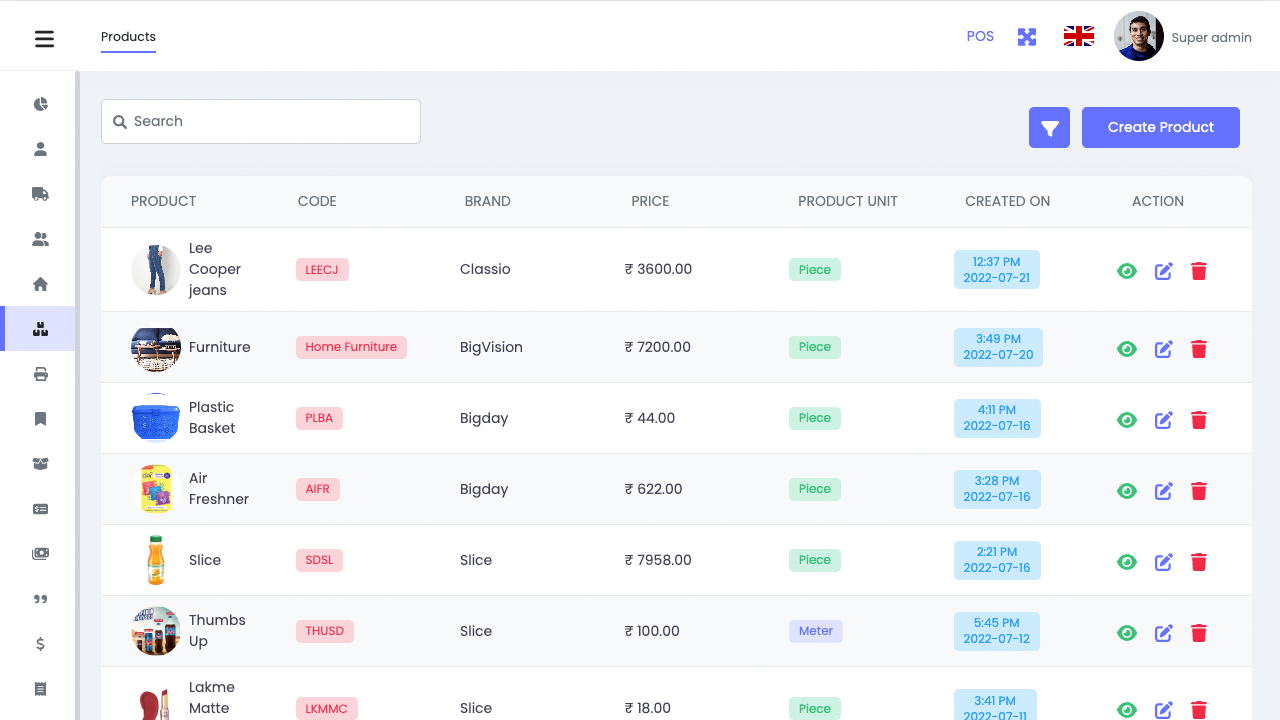 Products
POS
Super admin
Search
Create Product
PRODUCT CODE BRAND PRICE PRODUCT UNIT CREATED ON ACTION
Lee
Cooper
jeans
LEECJ
Classio
₹ 3600.00
Piece
12:37 PM
2022-07-21
Furniture
Home Furniture
BigVision
₹ 7200.00
Piece
3:49 PM
2022-07-20
Plastic
Basket
PLBA
Bigday
₹ 44.00
Piece
4:11 PM
2022-07-16
Air
Freshner
AIFR
Bigday
₹ 622.00
Piece
3:28 PM
2022-07-16
Slice
SDSL
Slice
₹ 7958.00
Piece
2:21 PM
2022-07-16
Thumbs
Up
THUSD
Slice
₹ 100.00
Meter
5:45 PM
2022-07-12
Lakme
Matte
LKMMC
Slice
₹ 18.00
Piece
3:41 PM
2022-07-11